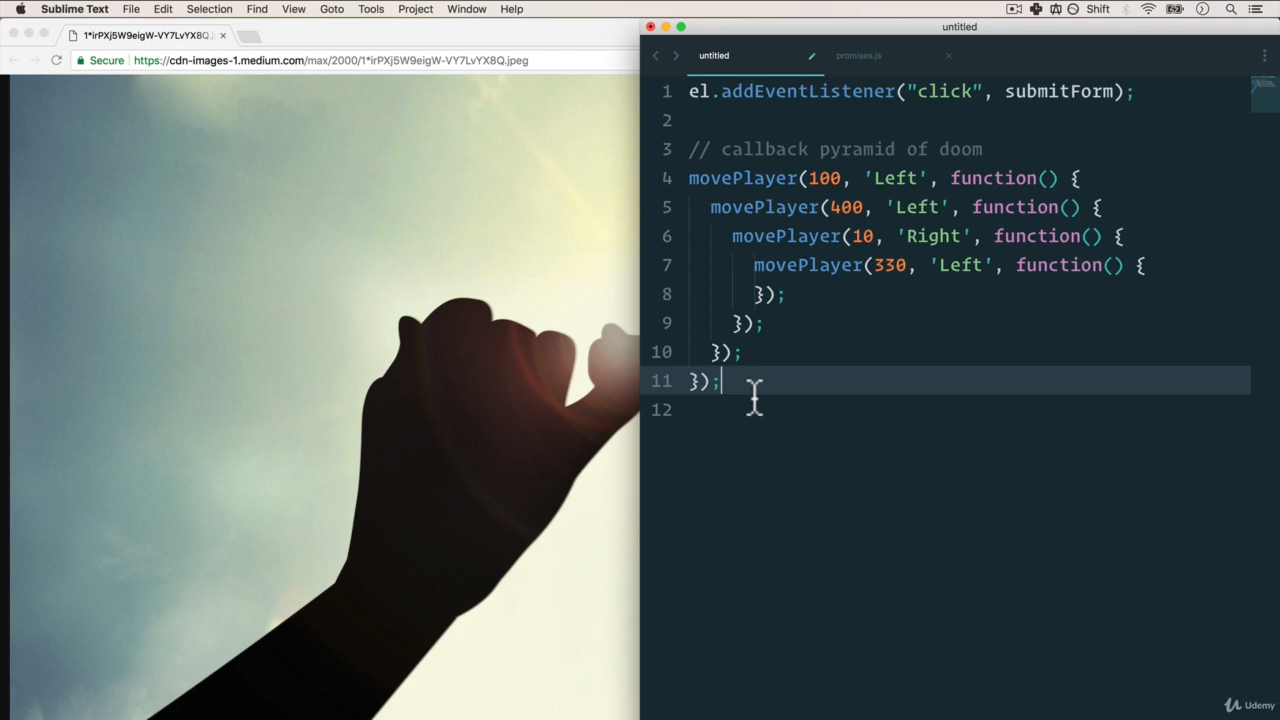 Sublime Text File Edit Selection Find View Goto Tools Project Window Help Shift
1*irPXj5W9eigW-VY7LvYX8Q.j
Secure https://cdn-images-1.medium.com/max/2000/1*irPXj5W9eigW-VY7LvYX8Q.jpeg
untitled
untitled promises.js
1 el.addEventListener("click", submitForm);
2
3 // callback pyramid of doom
4 movePlayer(100, 'Left', function() {
5 movePlayer(400, 'Left', function() {
6 movePlayer(10, 'Right', function() {
7 movePlayer(330, 'Left', function() {
8 });
9 });
10 });
11 });
12
Udemy